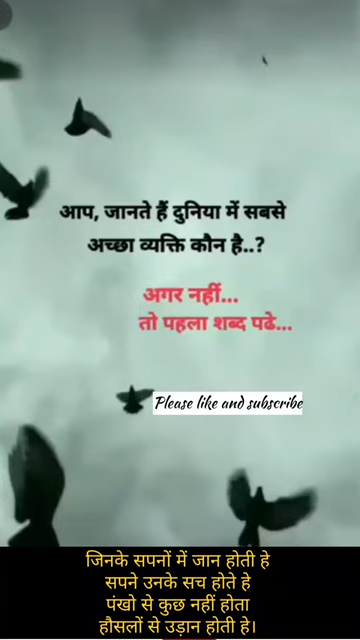 आप, जानते हैं दुनिया में सबसे
अच्छा व्यक्ति कौन है..?
अगर नहीं...
तो पहला शब्द पढे...
Please like and subscribe
जिनके सपनों में जान होती हे
सपने उनके सच होते हे
पंखो से कुछ नहीं होता
हौसलों से उड़ान होती हे।